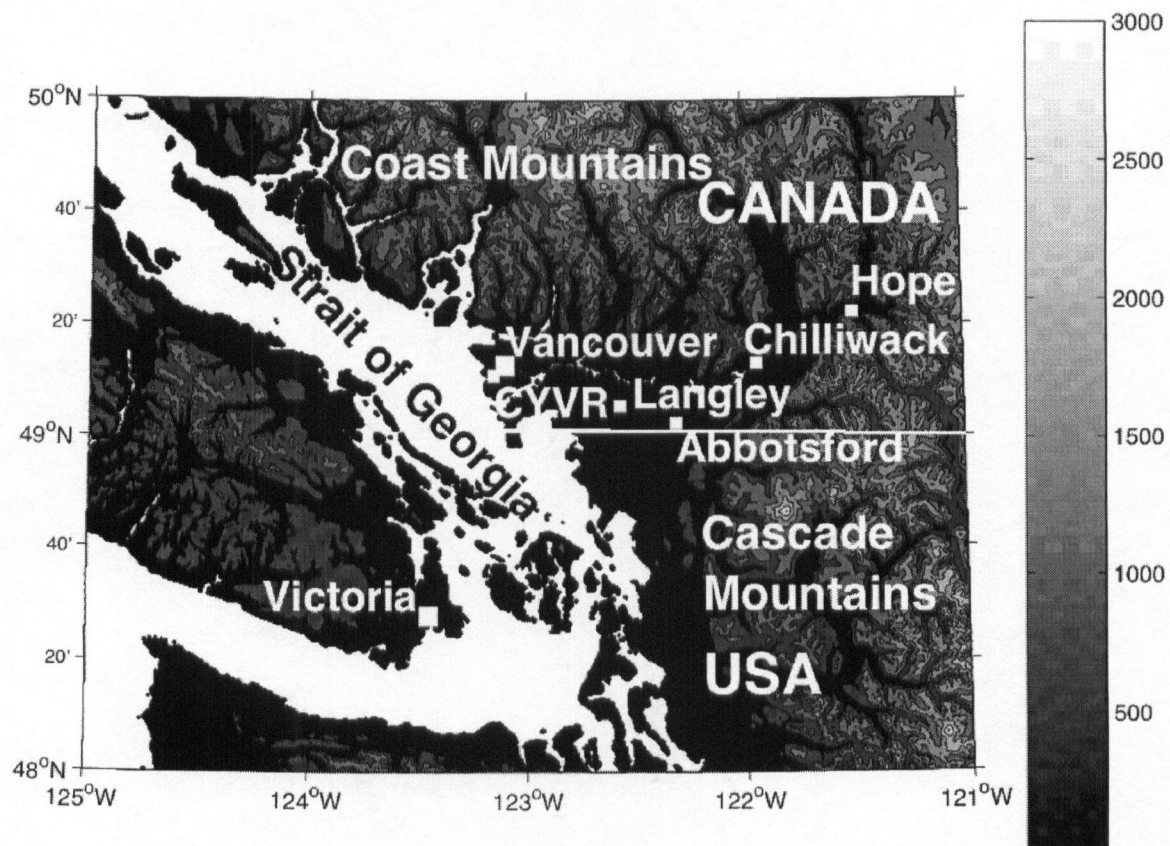 3000
50°N
Coast Mountains
2500
CANADA
40'
Hope
2000
Strait of Georgia
20'
Vancouver
Chilliwack
CYVR
Langley
49°N
1500
Abbotsford
40'
Cascade
Mountains
1000
Victoria
20'
USA
500
48°N
125°W
124°W
123°W
122°W
121°W